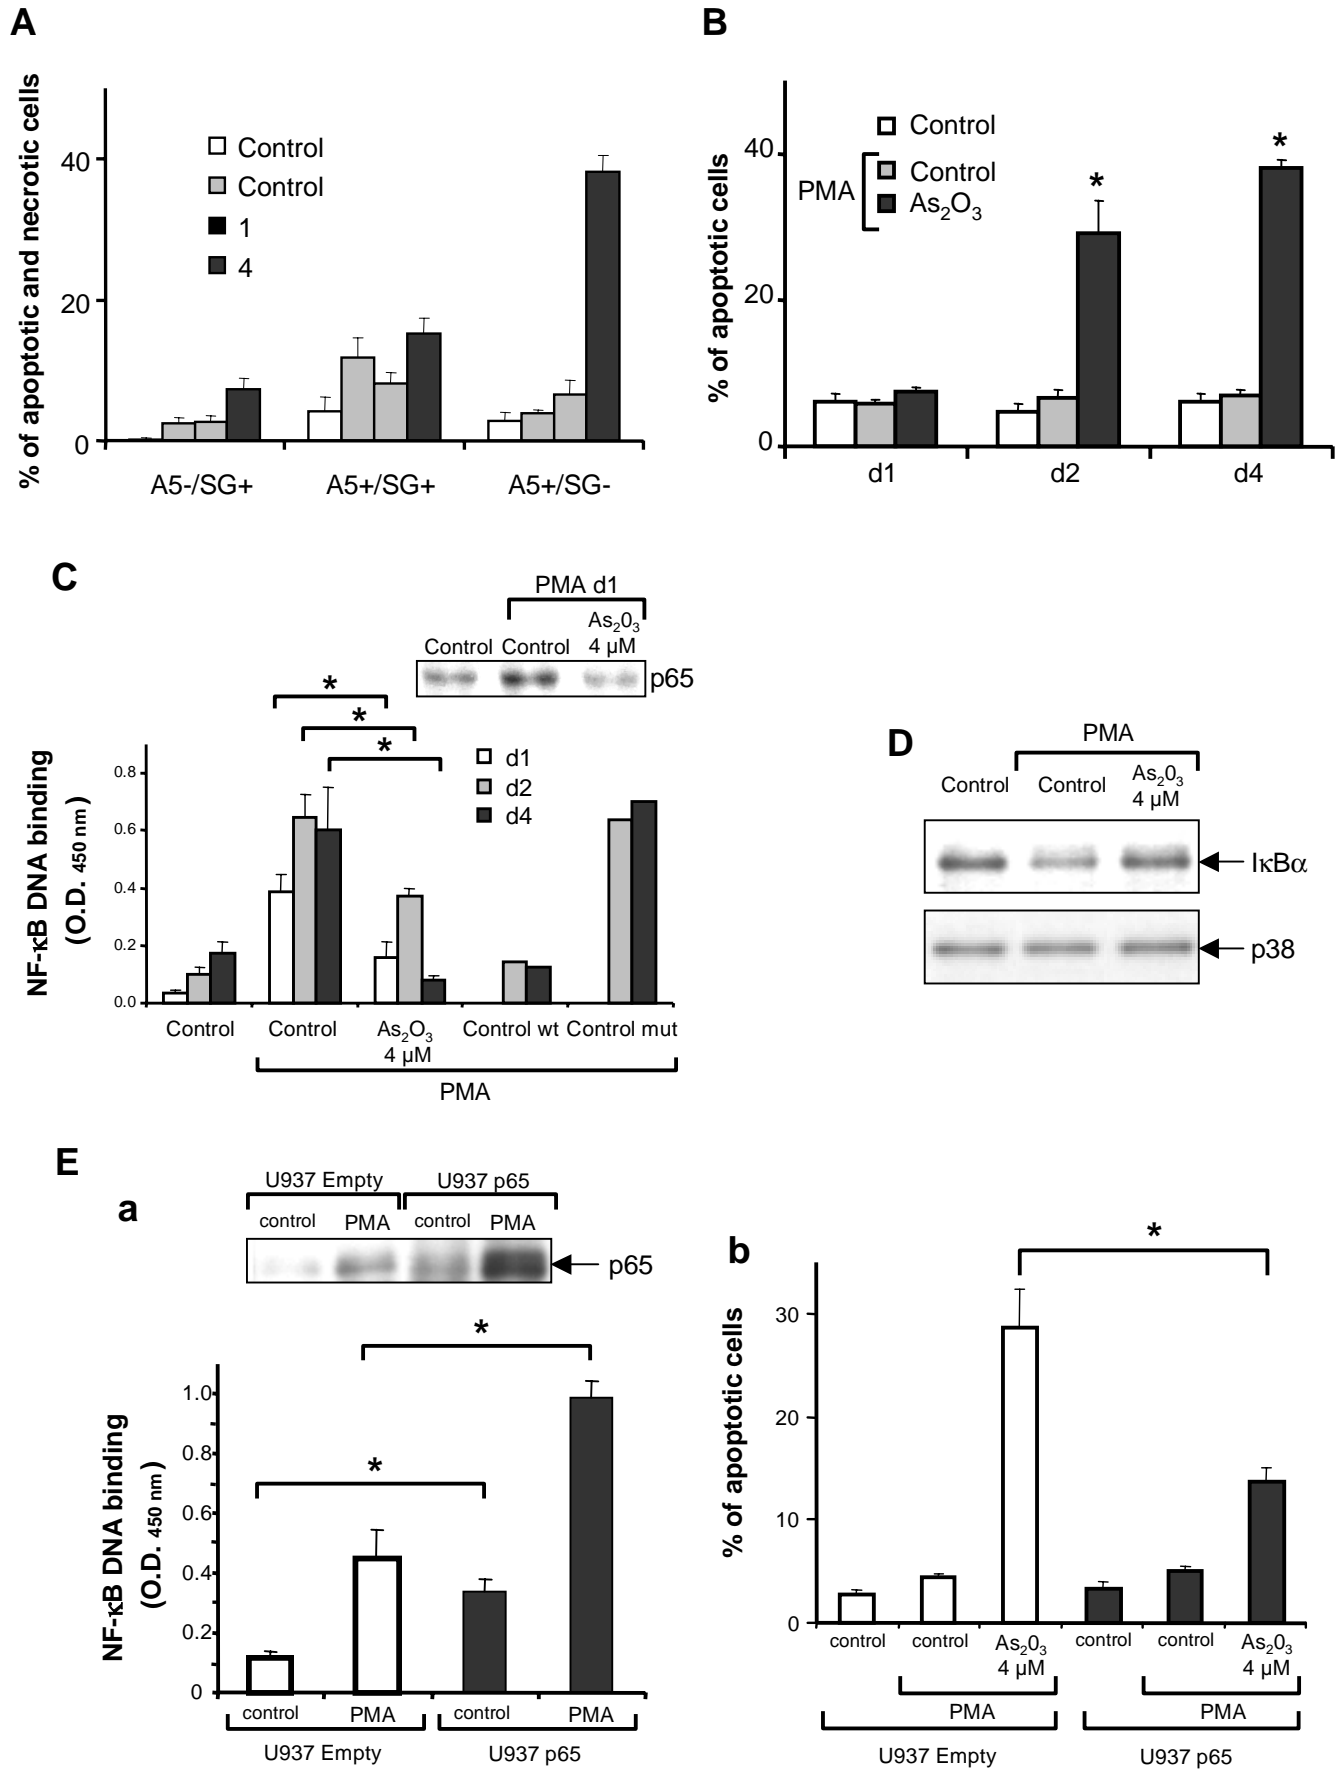 A
% of apoptotic and necrotic cells
40
20
0
Control
Control
1
4
A5-/SG+ A5+/SG+ A5+/SG-
B
% of apoptotic cells
40
20
0
Control
PMA
Control
As2O3
*
*
d1 d2 d4
C
PMA d1
Control Control As203
4 µM
p65
*
*
*
NF-κB DNA binding
(O.D. 450 nm)
0.8
0.6
0.4
0.2
0.0
d1
d2
d4
Control Control As2O3 Control wt Control mut
4 µM
PMA
D
PMA
Control Control As203
4 µM
IκBα
p38
E
a
U937 Empty U937 p65
control PMA control PMA
p65
*
*
NF-κB DNA binding
(O.D. 450 nm)
1.0
0.8
0.6
0.4
0.2
0
control PMA control PMA
U937 Empty U937 p65
b
*
% of apoptotic cells
30
20
10
0
control control As203 control control As203
4 µM 4 µM
PMA PMA
U937 Empty U937 p65